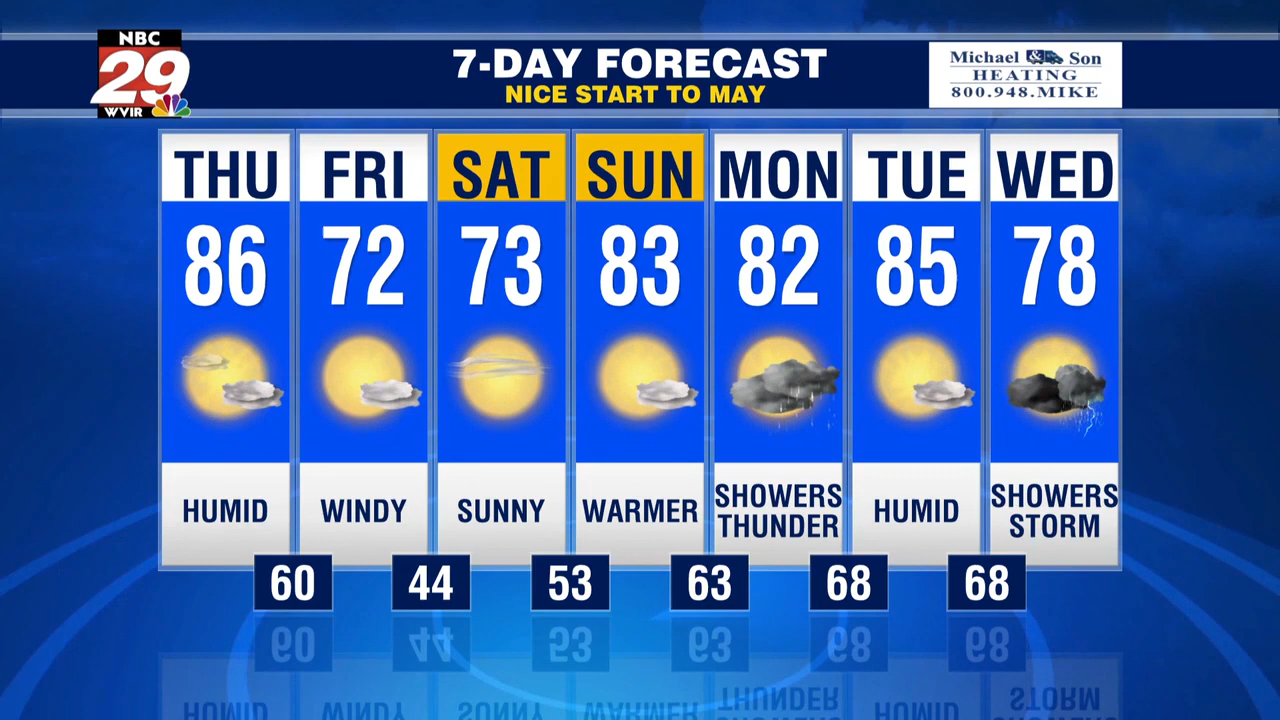 NBC
29
WVIR
7-DAY FORECAST
NICE START TO MAY
Michael & Son
HEATING
800.948.MIKE
THU FRI SAT SUN MON TUE WED
86 72 73 83 82 85 78
HUMID WINDY SUNNY WARMER SHOWERS THUNDER HUMID SHOWERS STORM
60 44 53 63 68 68